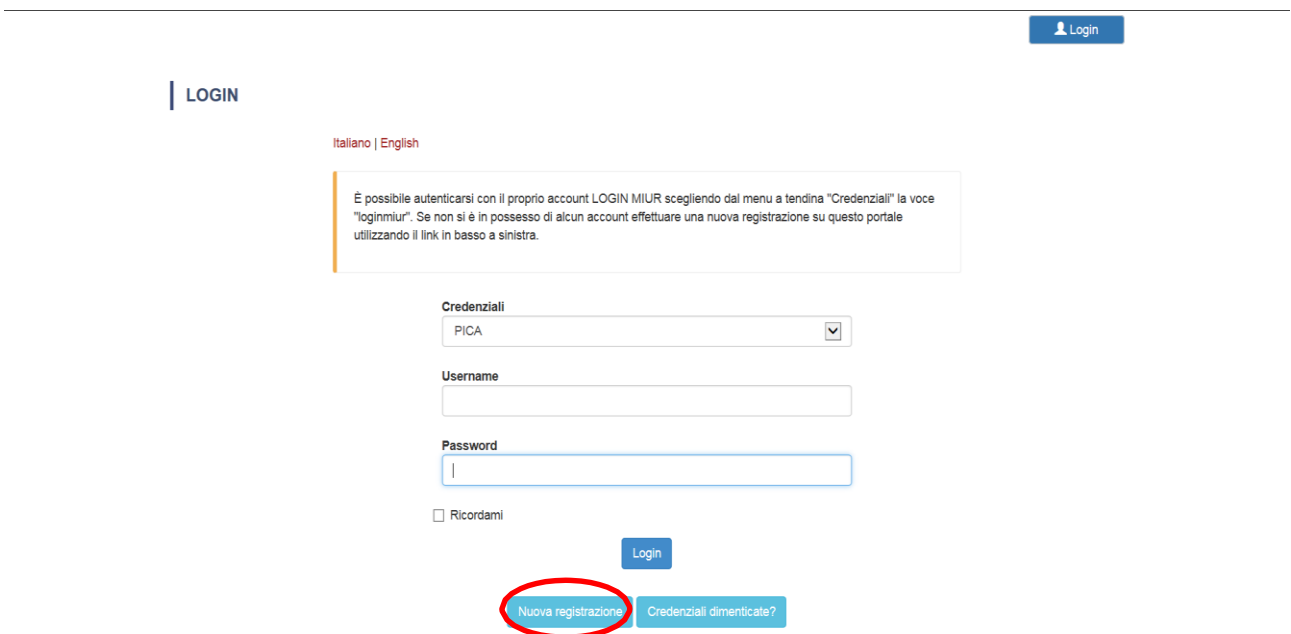 Login
LOGIN
Italiano | English
È possibile autenticarsi con il proprio account LOGIN MIUR scegliendo dal menu a tendina "Credenziali" la voce
"loginmiur". Se non si è in possesso di alcun account effettuare una nuova registrazione su questo portale
utilizzando il link in basso a sinistra.
Credenziali
PICA
Username
Password
Ricordami
Login
Nuova registrazione Credenziali dimenticate?